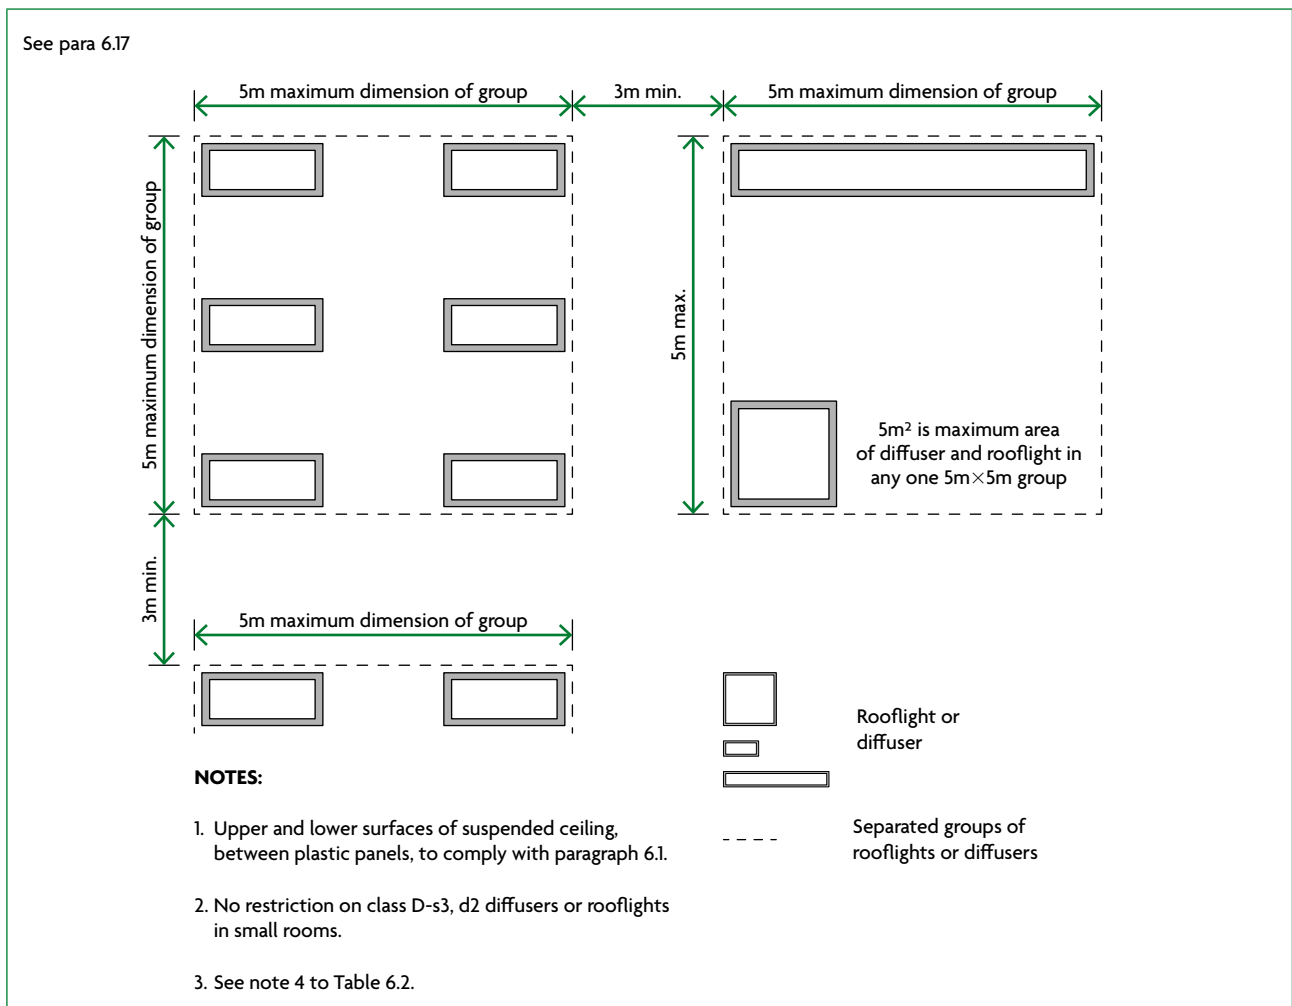 See para 6.17
5m maximum dimension of group
3m min.
5m maximum dimension of group
5m maximum dimension of group
5m max.
5m² is maximum area
of diffuser and rooflight in
any one 5m×5m group
3m min.
5m maximum dimension of group
Rooflight or
diffuser
Separated groups of
rooflights or diffusers
NOTES:
1. Upper and lower surfaces of suspended ceiling,
between plastic panels, to comply with paragraph 6.1.
2. No restriction on class D-s3, d2 diffusers or rooflights
in small rooms.
3. See note 4 to Table 6.2.